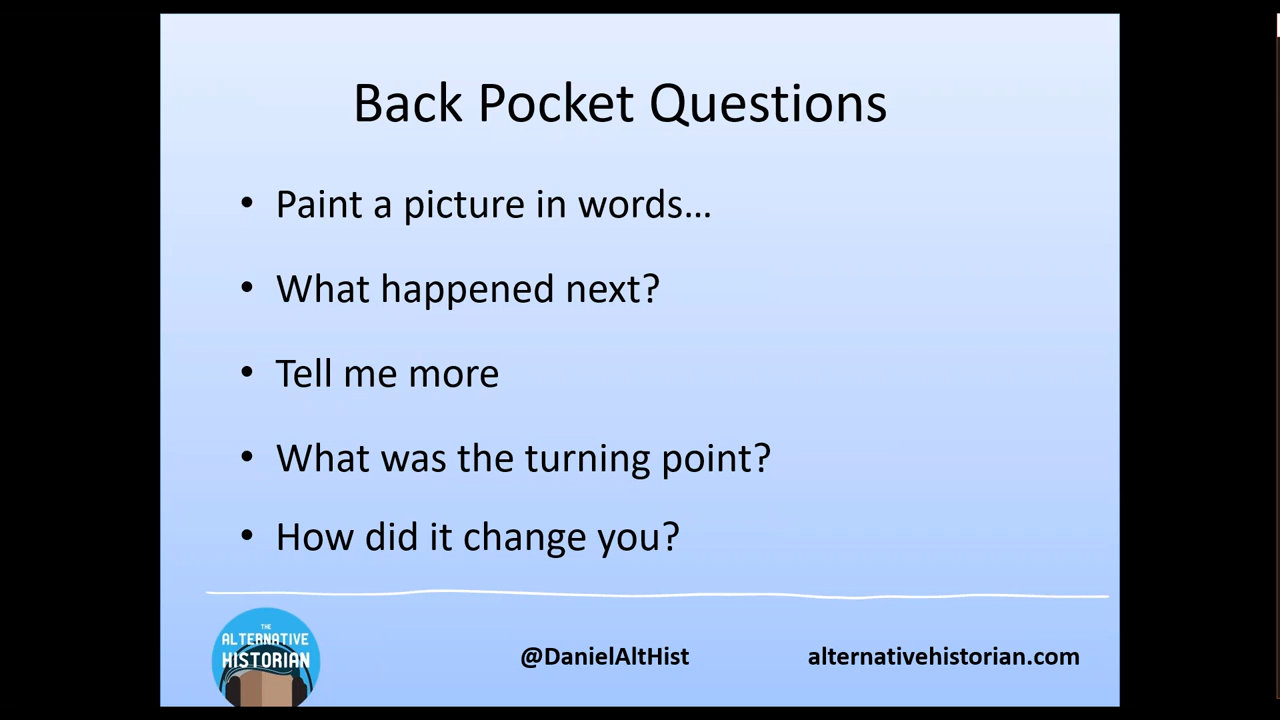 Back Pocket Questions
• Paint a picture in words…
• What happened next?
• Tell me more
• What was the turning point?
• How did it change you?
THE
ALTERNATIVE
HISTORIAN
@DanielAltHist
alternativehistorian.com